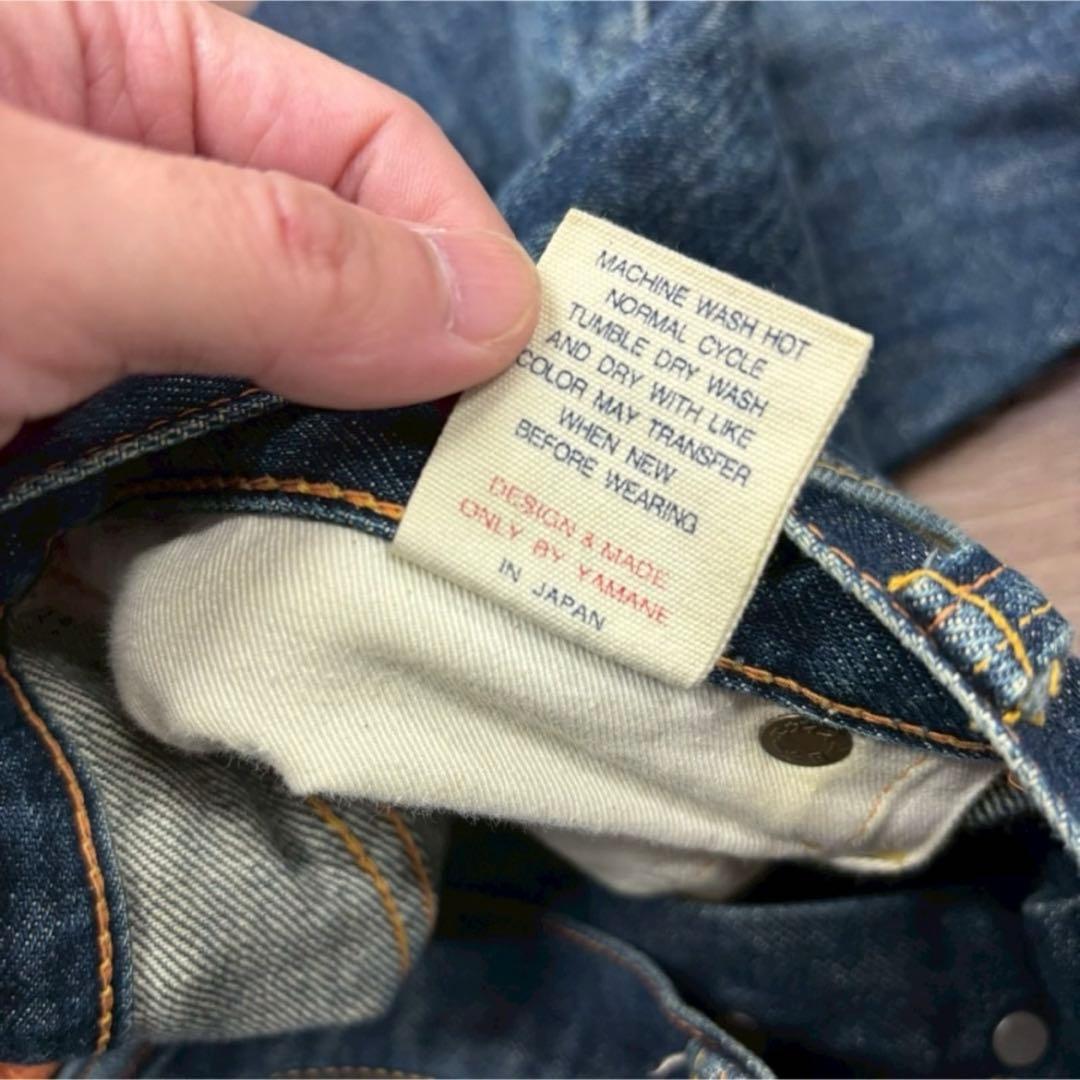 MACHINE WASH HOT
NORMAL CYCLE
TUMBLE DRY WASH
AND DRY WITH LIKE
COLOR MAY TRANSFER
WHEN NEW
BEFORE WEARING
DESIGN & MADE
ONLY BY YAMANE
IN JAPAN